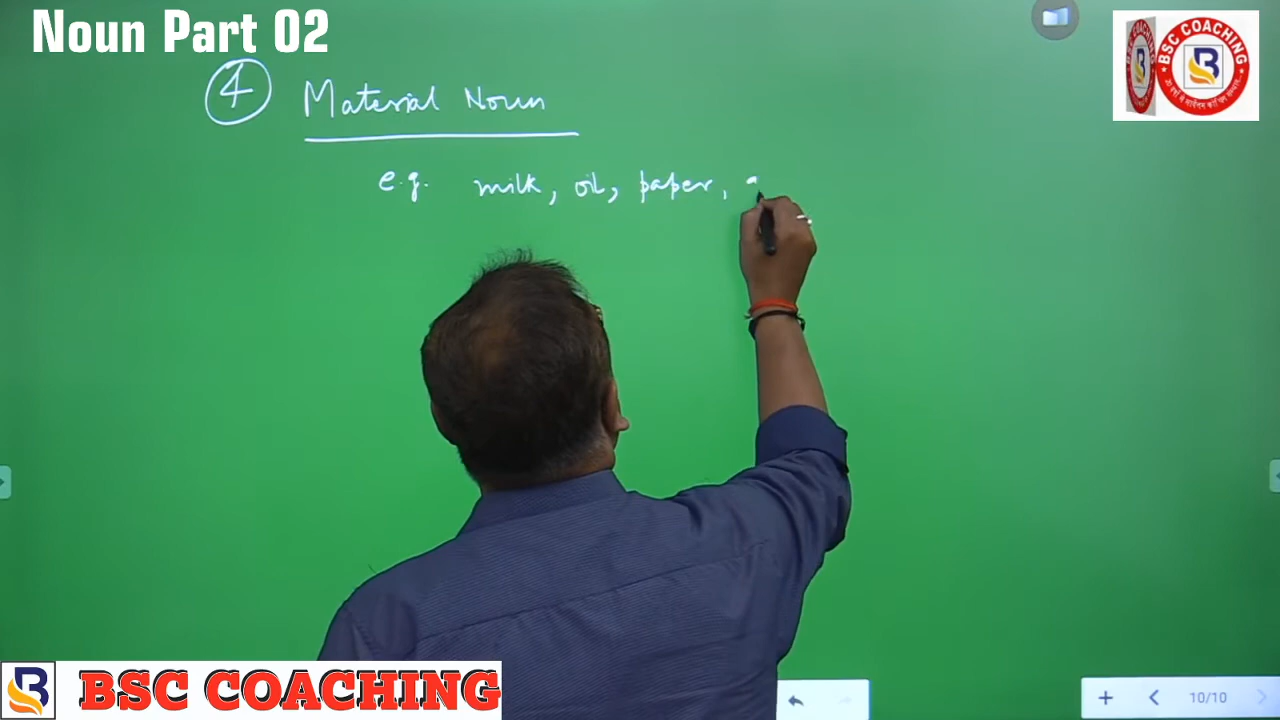 Noun Part 02
④ Material Noun
e.g. milk, oil, paper,
BSC COACHING
BSC COACHING
10/10